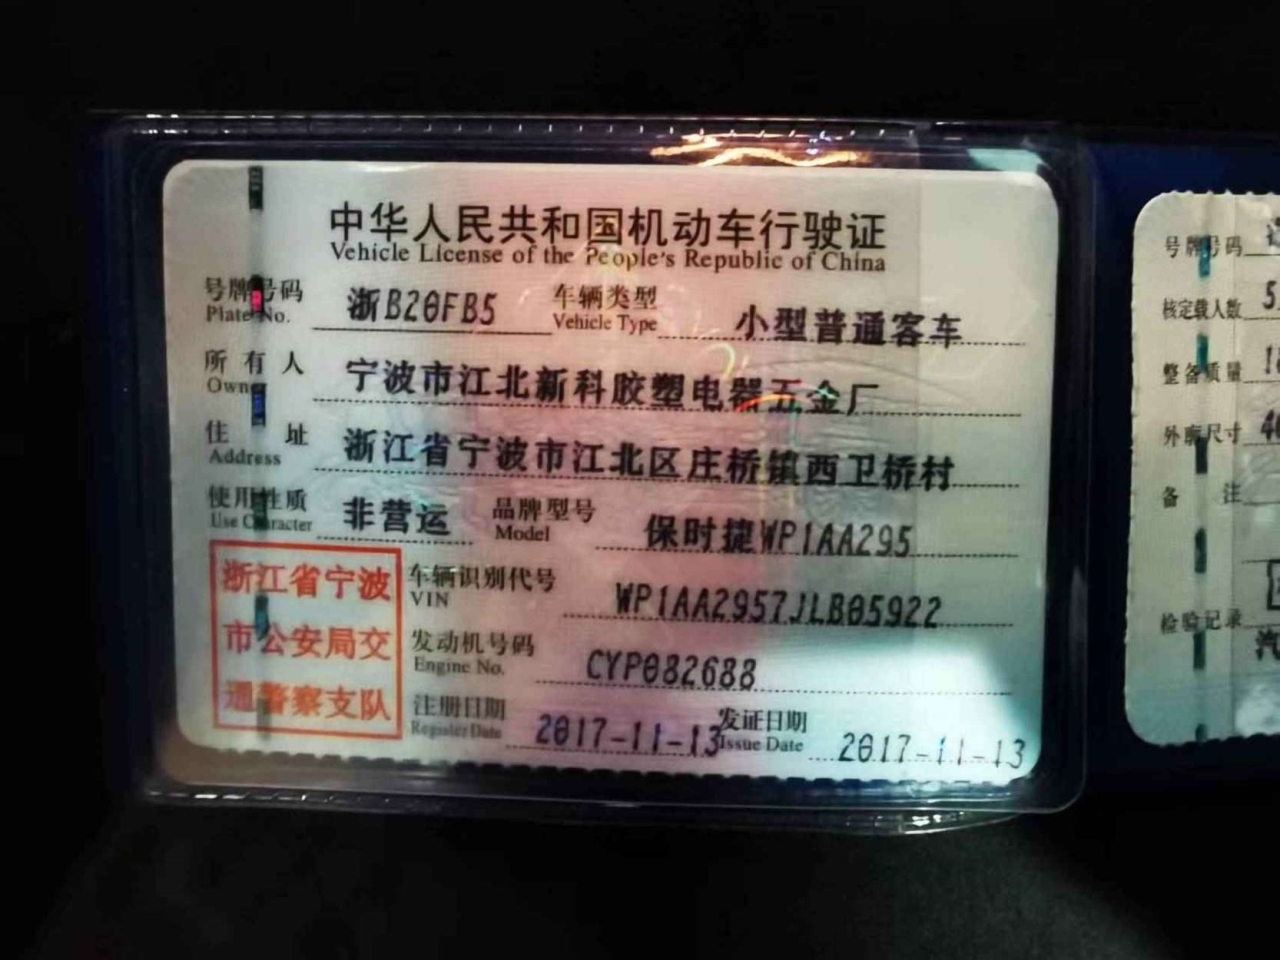 中华人民共和国机动车行驶证
Vehicle License of the People's Republic of China
号牌号码 浙B20FB5 车辆类型 小型普通客车
Plate No. Vehicle Type
所有人 宁波市江北新科胶塑电器五金厂
Owner
住址 浙江省宁波市江北区庄桥镇西卫桥村
Address
使用性质 非营运 品牌型号 保时捷WP1AA295
Use Character Model
浙江省宁波
市公安局交
通警察支队
车辆识别代号 WP1AA2957JLB05922
VIN
发动机号码 CYP082688
Engine No.
注册日期 2017-11-13 发证日期 2017-11-13
Register Date Issue Date
号牌号码
核定载人数 5
整备质量
外廓尺寸
备注
检验记录